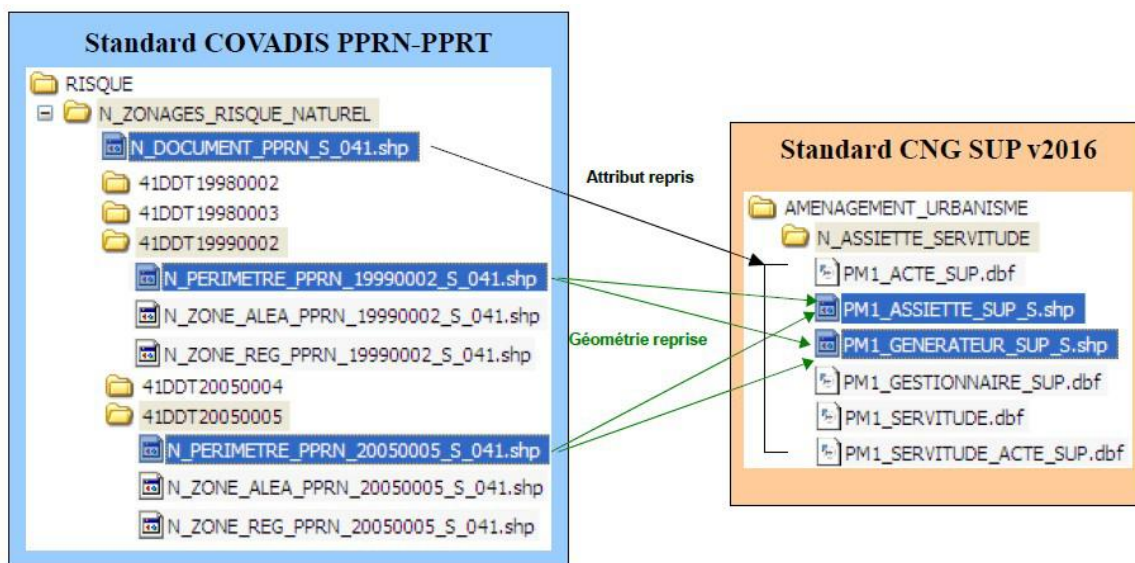 Standard COVADIS PPRN-PPRT
RISQUE
N_ZONAGES_RISQUE_NATUREL
N_DOCUMENT_PPRN_S_041.shp
41DDT19980002
41DDT19980003
41DDT19990002
N_PERIMETRE_PPRN_19990002_S_041.shp
N_ZONE_ALEA_PPRN_19990002_S_041.shp
N_ZONE_REG_PPRN_19990002_S_041.shp
41DDT20050004
41DDT20050005
N_PERIMETRE_PPRN_20050005_S_041.shp
N_ZONE_ALEA_PPRN_20050005_S_041.shp
N_ZONE_REG_PPRN_20050005_S_041.shp
Attribut repris
Géométrie reprise
Standard CNG SUP v2016
AMENAGEMENT_URBANISME
N_ASSIETTE_SERVITUDE
PM1_ACTE_SUP.dbf
PM1_ASSIETTE_SUP_S.shp
PM1_GENERATEUR_SUP_S.shp
PM1_GESTIONNAIRE_SUP.dbf
PM1_SERVITUDE.dbf
PM1_SERVITUDE_ACTE_SUP.dbf